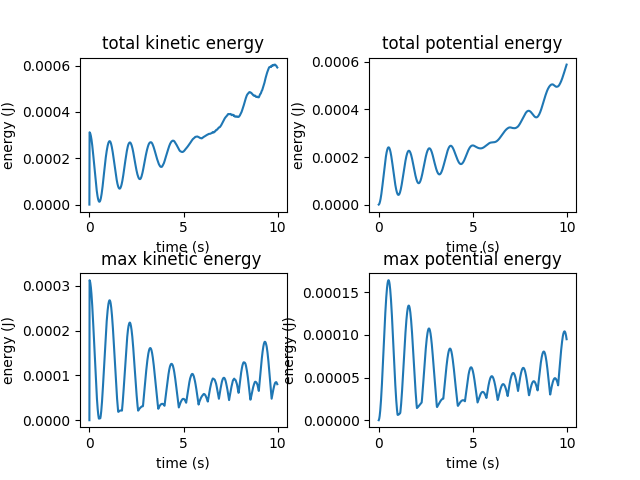 total kinetic energy
total potential energy
0.0006
0.0004
0.0002
0.0000
energy (J)
0 5 10
time (s)
0.0006
0.0004
0.0002
0.0000
energy (J)
0 5 10
time (s)
max kinetic energy
max potential energy
0.0003
0.0002
0.0001
0.0000
energy (J)
0 5 10
time (s)
0.00015
0.00010
0.00005
0.00000
energy (J)
0 5 10
time (s)